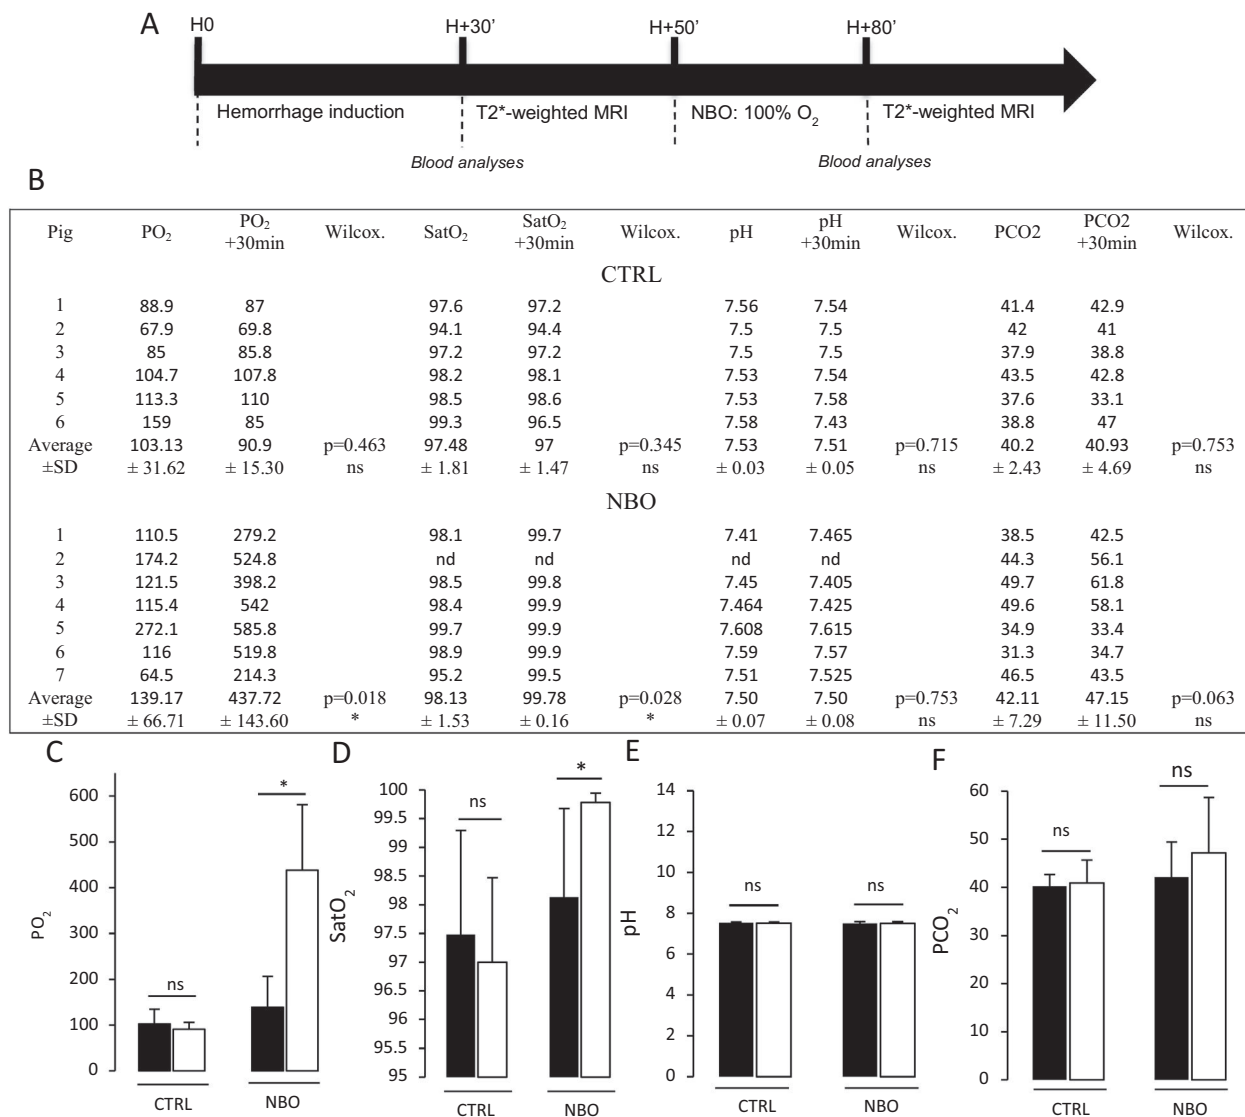 A
H0 H+30’ H+50’ H+80’
Hemorrhage induction T2*-weighted MRI NBO: 100% O2 T2*-weighted MRI
Blood analyses Blood analyses
B
Pig PO2 PO2 +30min Wilcox. SatO2 SatO2 +30min Wilcox. pH pH +30min Wilcox. PCO2 PCO2 +30min Wilcox.
CTRL
1 88.9 87 97.6 97.2 7.56 7.54 41.4 42.9
2 67.9 69.8 94.1 94.4 7.5 7.5 42 41
3 85 85.8 97.2 97.2 7.5 7.5 37.9 38.8
4 104.7 107.8 98.2 98.1 7.53 7.54 43.5 42.8
5 113.3 110 98.5 98.6 7.53 7.58 37.6 33.1
6 159 85 99.3 96.5 7.58 7.43 38.8 47
Average 103.13 90.9 p=0.463 97.48 97 p=0.345 7.53 7.51 p=0.715 40.2 40.93 p=0.753
±SD ± 31.62 ± 15.30 ns ± 1.81 ± 1.47 ns ± 0.03 ± 0.05 ns ± 2.43 ± 4.69 ns
NBO
1 110.5 279.2 98.1 99.7 7.41 7.465 38.5 42.5
2 174.2 524.8 nd nd nd nd 44.3 56.1
3 121.5 398.2 98.5 99.8 7.45 7.405 49.7 61.8
4 115.4 542 98.4 99.9 7.464 7.425 49.6 58.1
5 272.1 585.8 99.7 99.9 7.608 7.615 34.9 33.4
6 116 519.8 98.9 99.9 7.59 7.57 31.3 34.7
7 64.5 214.3 95.2 99.5 7.51 7.525 46.5 43.5
Average 139.17 437.72 p=0.018 98.13 99.78 p=0.028 7.50 7.50 p=0.753 42.11 47.15 p=0.063
±SD ± 66.71 ± 143.60 * ± 1.53 ± 0.16 * ± 0.07 ± 0.08 ns ± 7.29 ± 11.50 ns
C
PO2
600
500
400
300
200
100
0
ns
*
CTRL NBO
D
SatO2
100
99.5
99
98.5
98
97.5
97
96.5
96
95.5
95
ns
*
CTRL NBO
E
pH
14
12
10
8
6
4
2
0
ns ns
CTRL NBO
F
PCO2
60
50
40
30
20
10
0
ns
ns
CTRL NBO